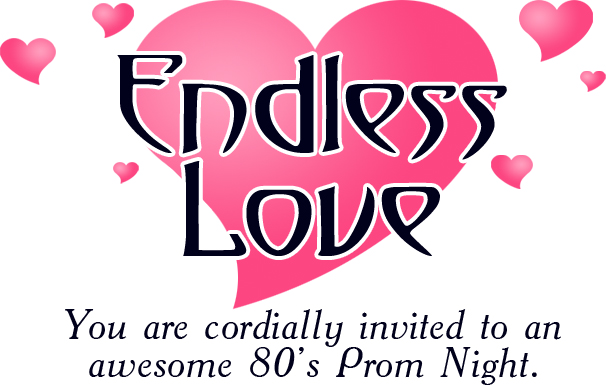 Endless
Love
You are cordially invited to an
awesome 80's Prom Night.